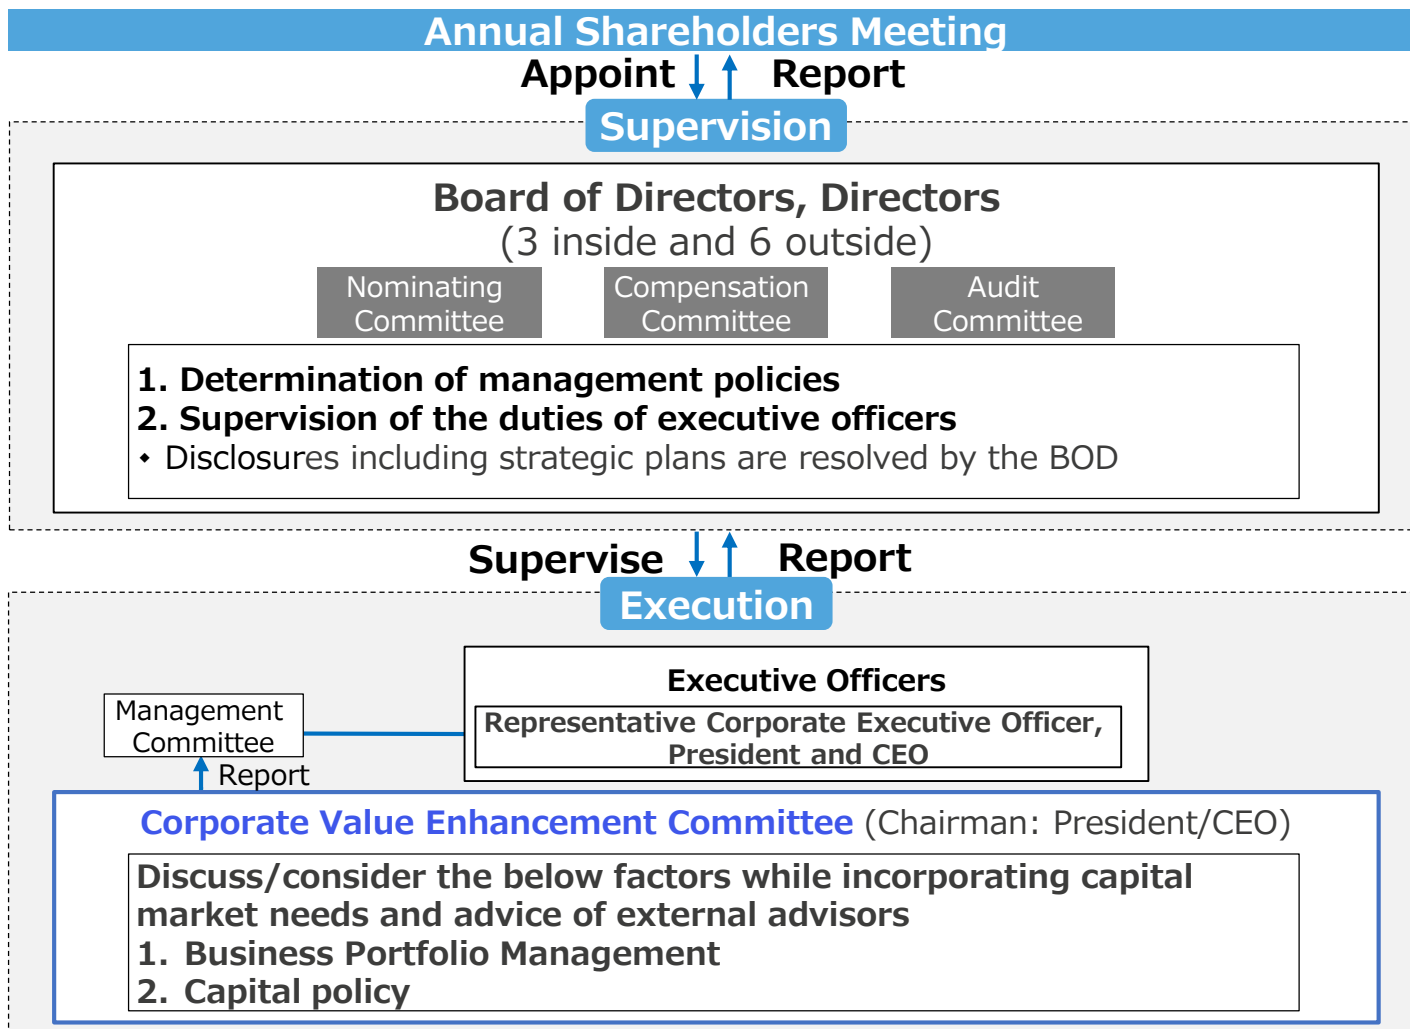 Annual Shareholders Meeting
Appoint Report
Supervision
Board of Directors, Directors
(3 inside and 6 outside)
Nominating
Committee
Compensation
Committee
Audit
Committee
1. Determination of management policies
2. Supervision of the duties of executive officers
◆ Disclosures including strategic plans are resolved by the BOD
Supervise Report
Execution
Executive Officers
Representative Corporate Executive Officer,
President and CEO
Management
Committee
Report
Corporate Value Enhancement Committee (Chairman: President/CEO)
Discuss/consider the below factors while incorporating capital
market needs and advice of external advisors
1. Business Portfolio Management
2. Capital policy